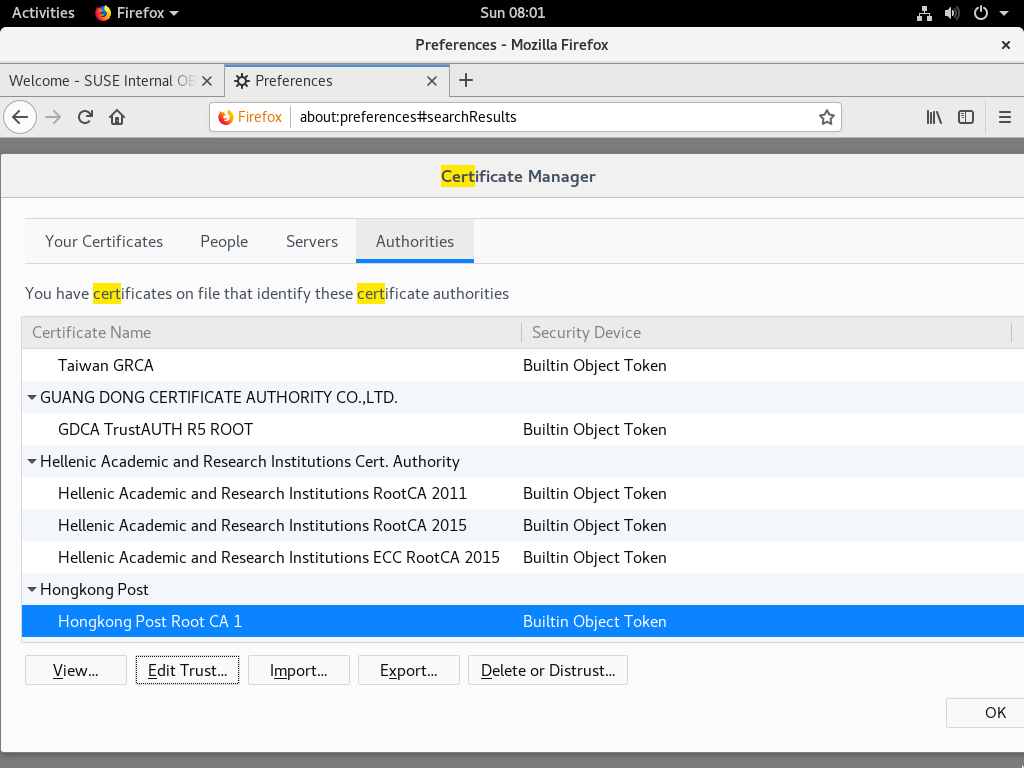 Activities Firefox Sun 08:01
Preferences - Mozilla Firefox
Welcome - SUSE Internal OB Preferences
Firefox about:preferences#searchResults
Certificate Manager
Your Certificates People Servers Authorities
You have certificates on file that identify these certificate authorities
Certificate Name Security Device
Taiwan GRCA Builtin Object Token
GUANG DONG CERTIFICATE AUTHORITY CO.,LTD.
GDCA TrustAUTH R5 ROOT Builtin Object Token
Hellenic Academic and Research Institutions Cert. Authority
Hellenic Academic and Research Institutions RootCA 2011 Builtin Object Token
Hellenic Academic and Research Institutions RootCA 2015 Builtin Object Token
Hellenic Academic and Research Institutions ECC RootCA 2015 Builtin Object Token
Hongkong Post
Hongkong Post Root CA 1 Builtin Object Token
View... Edit Trust... Import... Export... Delete or Distrust...
OK